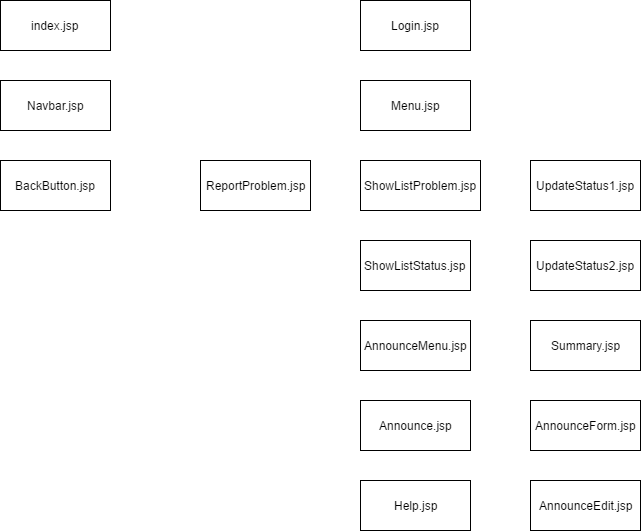 index.jsp
Login.jsp
Navbar.jsp
Menu.jsp
BackButton.jsp
ReportProblem.jsp
ShowListProblem.jsp
UpdateStatus1.jsp
ShowListStatus.jsp
UpdateStatus2.jsp
AnnounceMenu.jsp
Summary.jsp
Announce.jsp
AnnounceForm.jsp
Help.jsp
AnnounceEdit.jsp